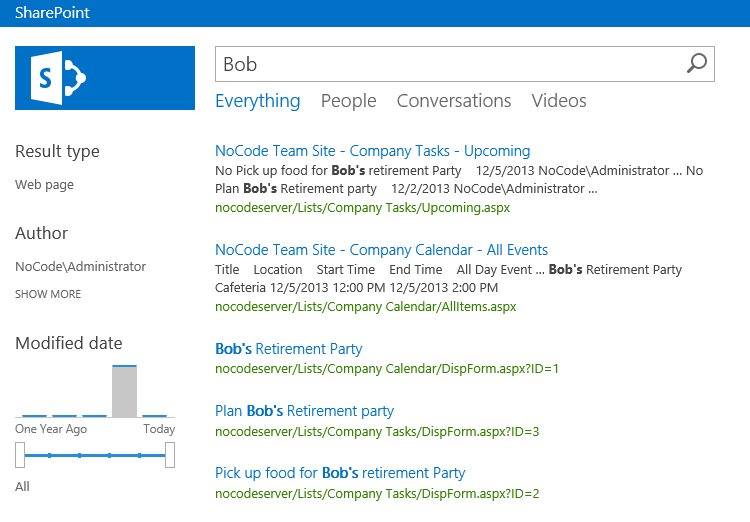 SharePoint
S
Bob
Everything People Conversations Videos
Result type
Web page
Author
NoCode\Administrator
SHOW MORE
Modified date
One Year Ago Today
All
NoCode Team Site - Company Tasks - Upcoming
No Pick up food for Bob's retirement Party 12/5/2013 NoCode\Administrator ... No
Plan Bob's Retirement party 12/2/2013 NoCode\Administrator ...
nocodeserver/Lists/Company Tasks/Upcoming.aspx
NoCode Team Site - Company Calendar - All Events
Title Location Start Time End Time All Day Event ... Bob's Retirement Party
Cafeteria 12/5/2013 12:00 PM 12/5/2013 2:00 PM
nocodeserver/Lists/Company Calendar/AllItems.aspx
Bob's Retirement Party
nocodeserver/Lists/Company Calendar/DispForm.aspx?ID=1
Plan Bob's Retirement party
nocodeserver/Lists/Company Tasks/DispForm.aspx?ID=3
Pick up food for Bob's retirement Party
nocodeserver/Lists/Company Tasks/DispForm.aspx?ID=2